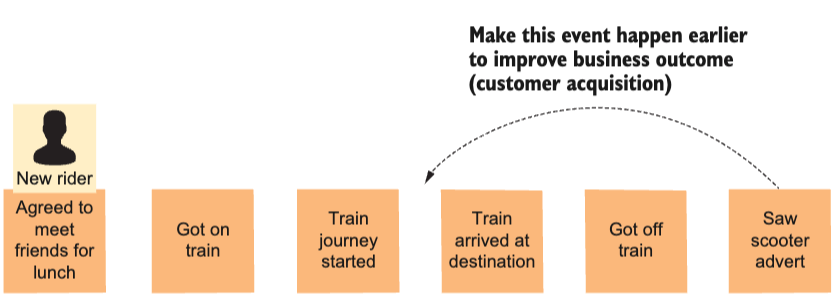 Make this event happen earlier
to improve business outcome
(customer acquisition)
New rider
Agreed to
meet
friends for
lunch
Got on
train
Train
journey
started
Train
arrived at
destination
Got off
train
Saw
scooter
advert